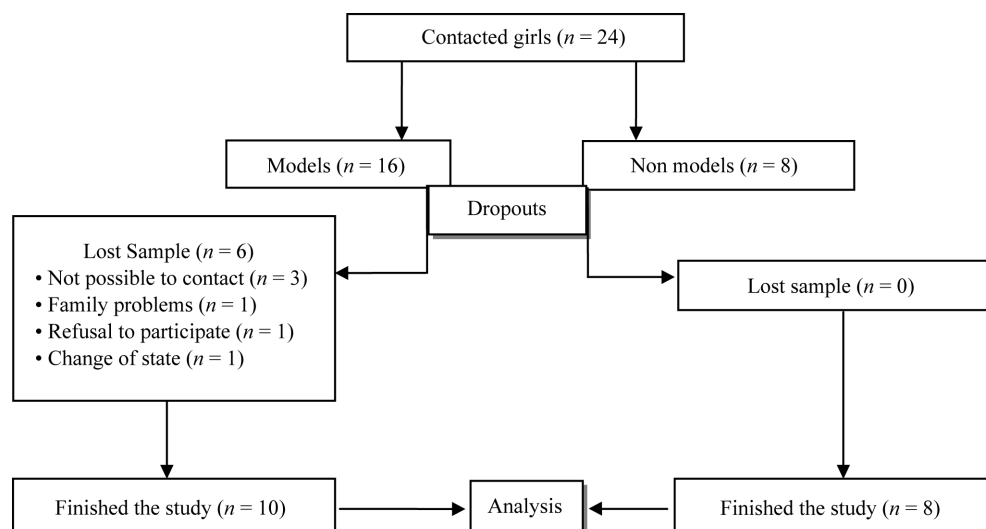 Contacted girls (n = 24)
Models (n = 16)
Non models (n = 8)
Dropouts
Lost Sample (n = 6)
• Not possible to contact (n = 3)
• Family problems (n = 1)
• Refusal to participate (n = 1)
• Change of state (n = 1)
Lost sample (n = 0)
Finished the study (n = 10)
Analysis
Finished the study (n = 8)